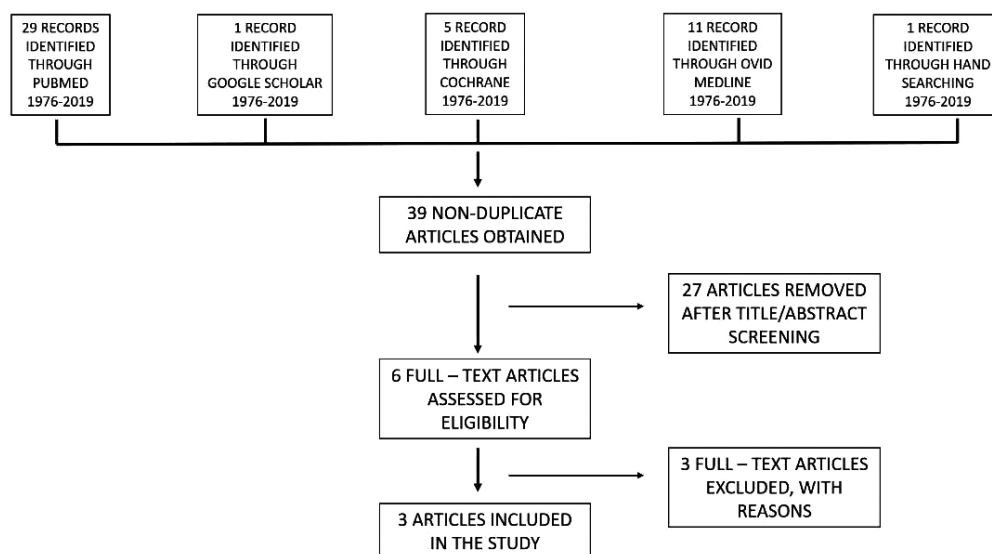 29 RECORDS
IDENTIFIED
THROUGH
PUBMED
1976-2019
1 RECORD
IDENTIFIED
THROUGH
GOOGLE SCHOLAR
1976-2019
5 RECORD
IDENTIFIED
THROUGH
COCHRANE
1976-2019
11 RECORD
IDENTIFIED
THROUGH OVID
MEDLINE
1976-2019
1 RECORD
IDENTIFIED
THROUGH HAND
SEARCHING
1976-2019
39 NON-DUPLICATE
ARTICLES OBTAINED
27 ARTICLES REMOVED
AFTER TITLE/ABSTRACT
SCREENING
6 FULL – TEXT ARTICLES
ASSESSED FOR
ELIGIBILITY
3 FULL – TEXT ARTICLES
EXCLUDED, WITH
REASONS
3 ARTICLES INCLUDED
IN THE STUDY